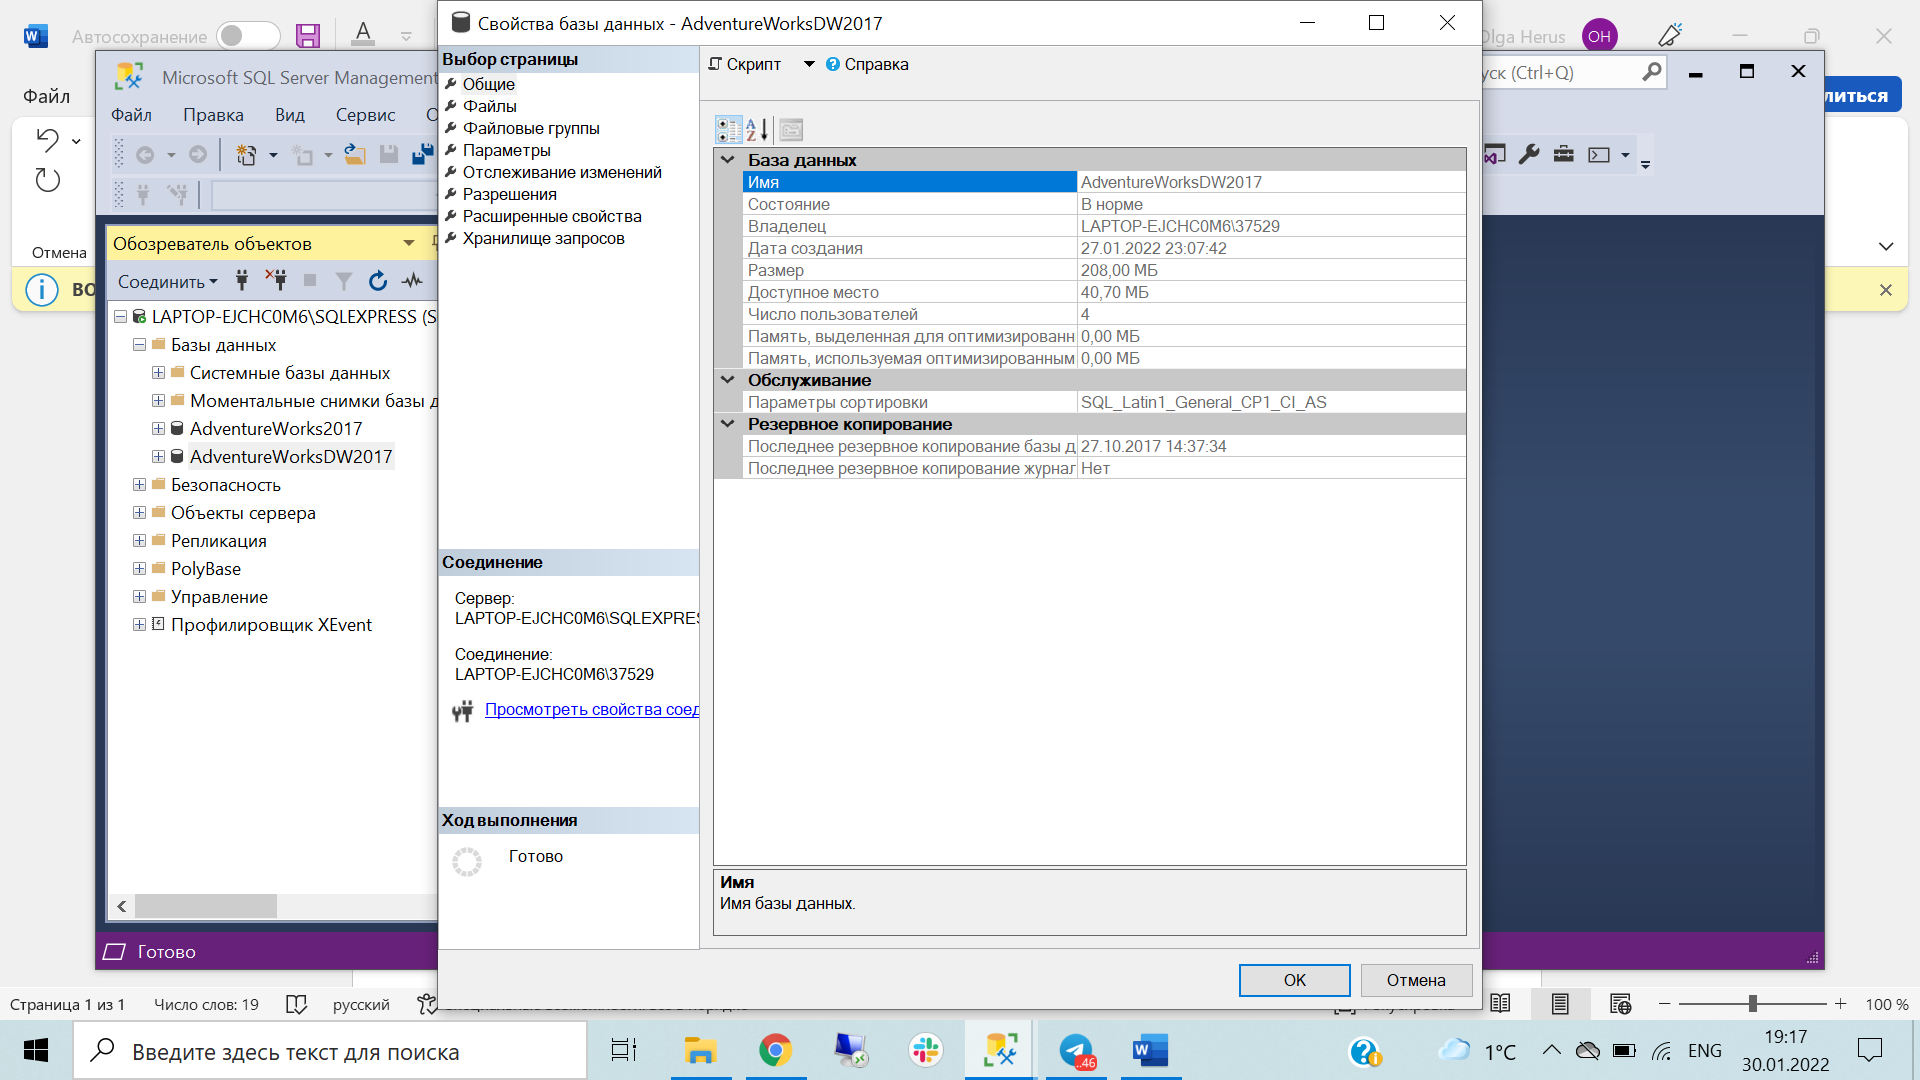 Автосохранение
A
Olga Herus
OH
Файл
Отмена
100 %
Microsoft SQL Server Management
Файл
Правка
Вид
Сервис
(Ctrl+Q)
Обозреватель объектов
Соединить
LAPTOP-EJCHC0M6\SQLEXPRESS (S
Базы данных
Системные базы данных
Моментальные снимки базы д
AdventureWorks2017
AdventureWorksDW2017
Безопасность
Объекты сервера
Репликация
PolyBase
Управление
Профилировщик XEvent
Готово
Свойства базы данных - AdventureWorksDW2017
Выбор страницы
Общие
Файлы
Файловые группы
Параметры
Отслеживание изменений
Разрешения
Расширенные свойства
Хранилище запросов
Соединение
Сервер:
LAPTOP-EJCHC0M6\SQLEXPRES
Соединение:
LAPTOP-EJCHC0M6\37529
Просмотреть свойства соед
Ход выполнения
Готово
Скрипт
Справка
База данных
Имя AdventureWorksDW2017
Состояние В норме
Владелец LAPTOP-EJCHC0M6\37529
Дата создания 27.01.2022 23:07:42
Размер 208,00 МБ
Доступное место 40,70 МБ
Число пользователей 4
Память, выделенная для оптимизированн 0,00 МБ
Память, используемая оптимизированным 0,00 МБ
Обслуживание
Параметры сортировки SQL_Latin1_General_CP1_CI_AS
Резервное копирование
Последнее резервное копирование базы д 27.10.2017 14:37:34
Последнее резервное копирование журнал Нет
Имя
Имя базы данных.
OK
Отмена
Страница 1 из 1
Число слов: 19
русский
Введите здесь текст для поиска
..46
1°C
ENG
19:17
30.01.2022